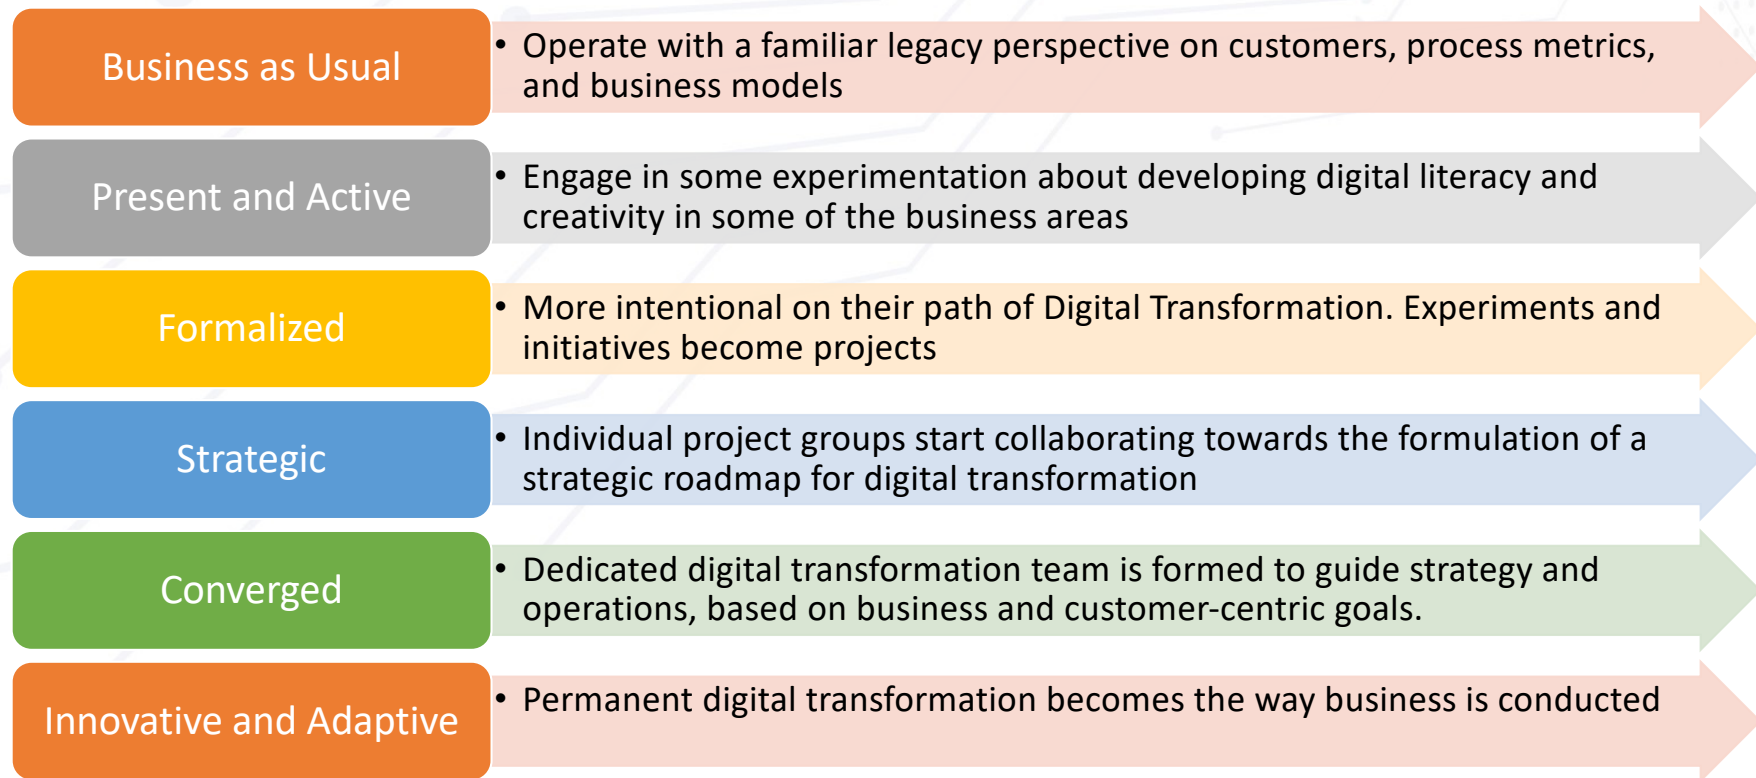 Business as Usual
• Operate with a familiar legacy perspective on customers, process metrics,
and business models
Present and Active
• Engage in some experimentation about developing digital literacy and
creativity in some of the business areas
Formalized
• More intentional on their path of Digital Transformation. Experiments and
initiatives become projects
Strategic
• Individual project groups start collaborating towards the formulation of a
strategic roadmap for digital transformation
Converged
• Dedicated digital transformation team is formed to guide strategy and
operations, based on business and customer-centric goals.
Innovative and Adaptive
• Permanent digital transformation becomes the way business is conducted